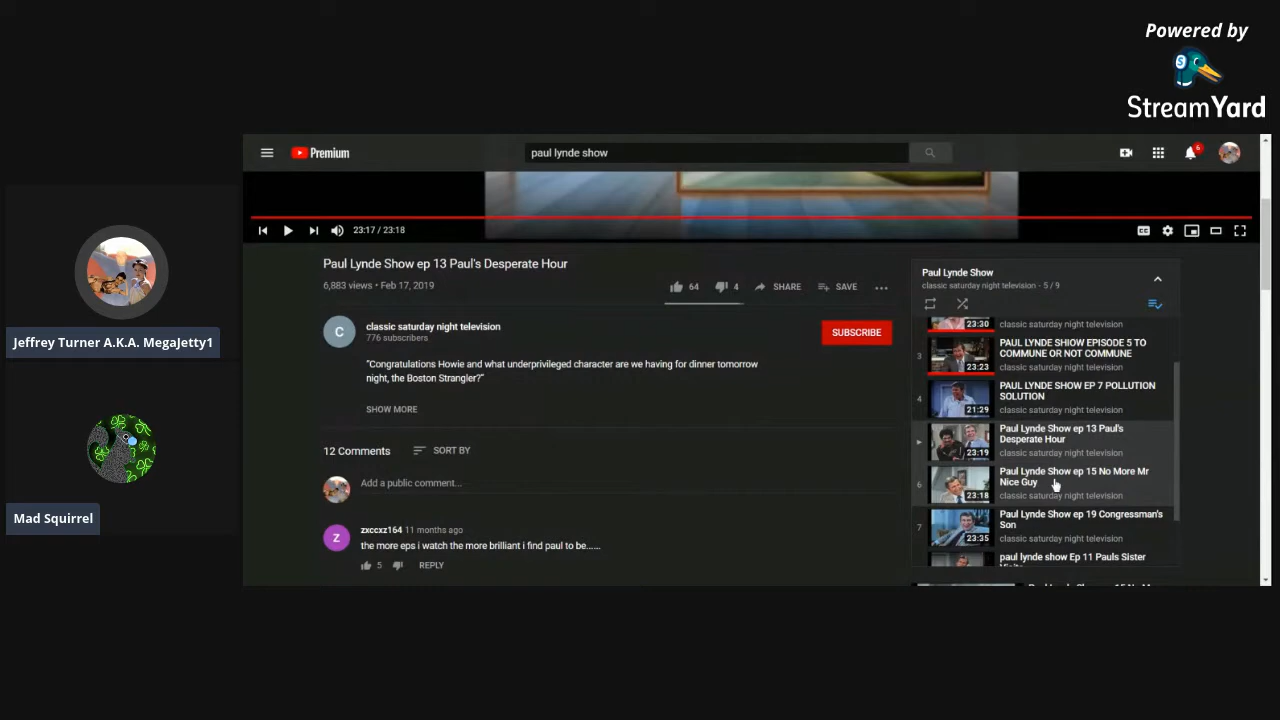 Powered by
StreamYard
Premium
paul lynde show
6
23:17 / 23:18
CC
Paul Lynde Show ep 13 Paul's Desperate Hour
6,883 views • Feb 17, 2019
64
4
SHARE
SAVE
C
classic saturday night television
776 subscribers
SUBSCRIBE
"Congratulations Howie and what underprivileged character are we having for dinner tomorrow
night, the Boston Strangler?"
SHOW MORE
12 Comments
SORT BY
Add a public comment...
Z
zxccxz164 11 months ago
the more eps i watch the more brilliant i find paul to be......
5
REPLY
Paul Lynde Show
classic saturday night television - 5 / 9
23:30
classic saturday night television
3
23:23
PAUL LYNDE SHIOW EPISODE 5 TO
COMMUNE OR NOT COMMUNE
classic saturday night television
4
21:29
PAUL LYNDE SHOW EP 7 POLLUTION
SOLUTION
classic saturday night television
23:19
Paul Lynde Show ep 13 Paul's
Desperate Hour
classic saturday night television
6
23:18
Paul Lynde Show ep 15 No More Mr
Nice Guy
classic saturday night television
7
23:35
Paul Lynde Show ep 19 Congressman's
Son
classic saturday night television
paul lynde show Ep 11 Pauls Sister
Jeffrey Turner A.K.A. MegaJetty1
Mad Squirrel